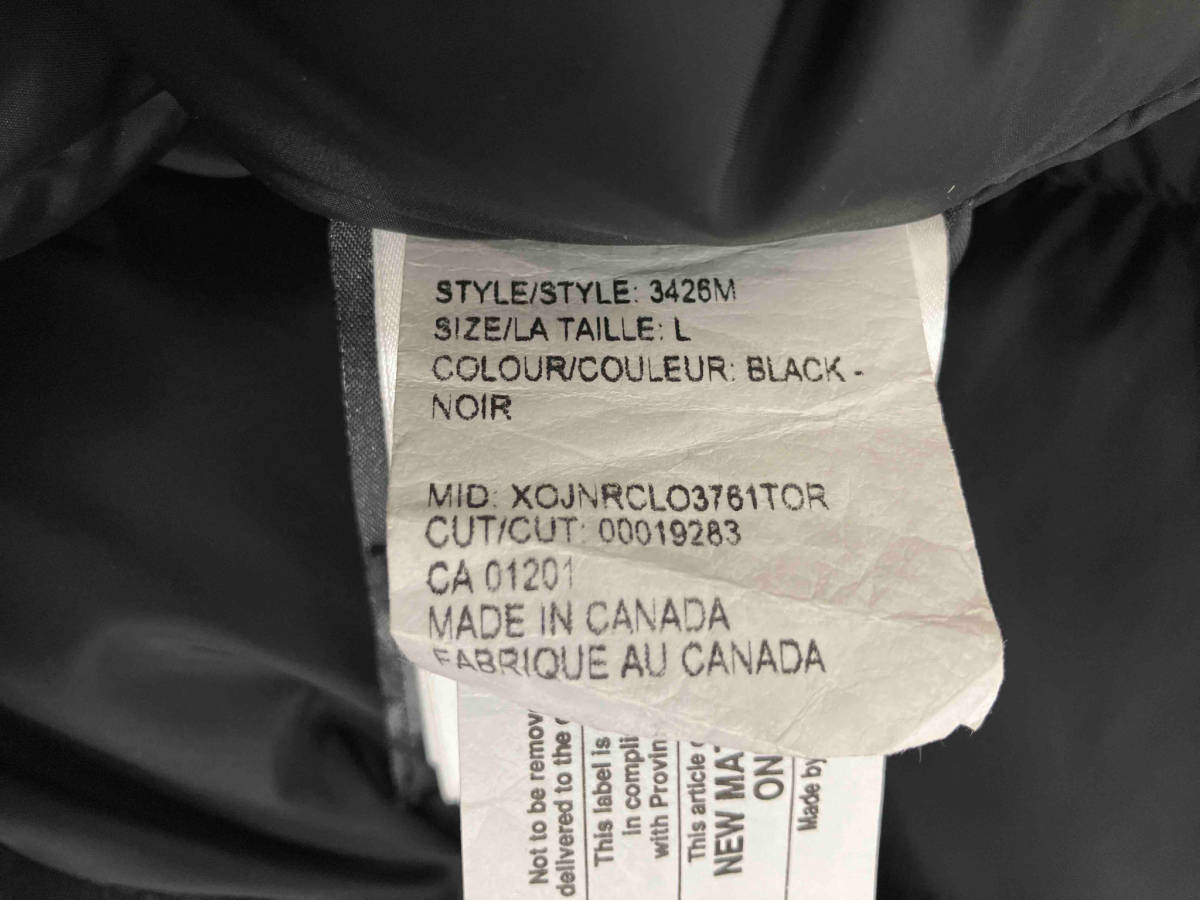 STYLE/STYLE: 3426M
SIZE/LA TAILLE: L
COLOUR/COULEUR: BLACK -
NOIR
MID: XOJNRCLO3761TOR
CUT/CUT: 00019283
CA 01201
MADE IN CANADA
FABRIQUE AU CANADA
Not to be remov
delivered to the
This label is
in compli
with Provin
This article
NEW MAT
ON
Made by